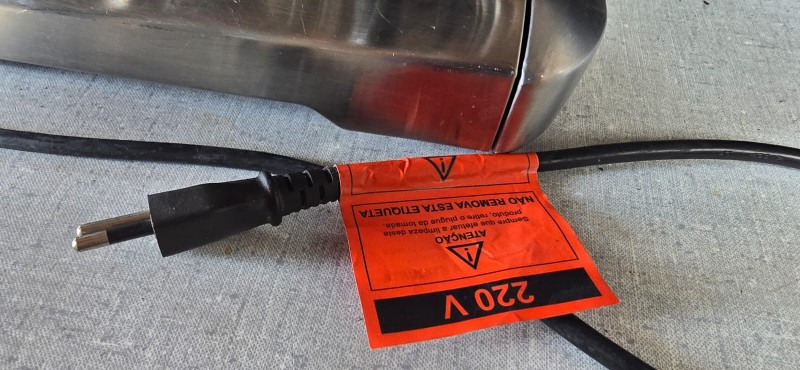 220 V
ATENÇÃO
Sempre que efetuar a limpeza deste
produto, retire o plugue da tomada.
NÃO REMOVA ESTA ETIQUETA